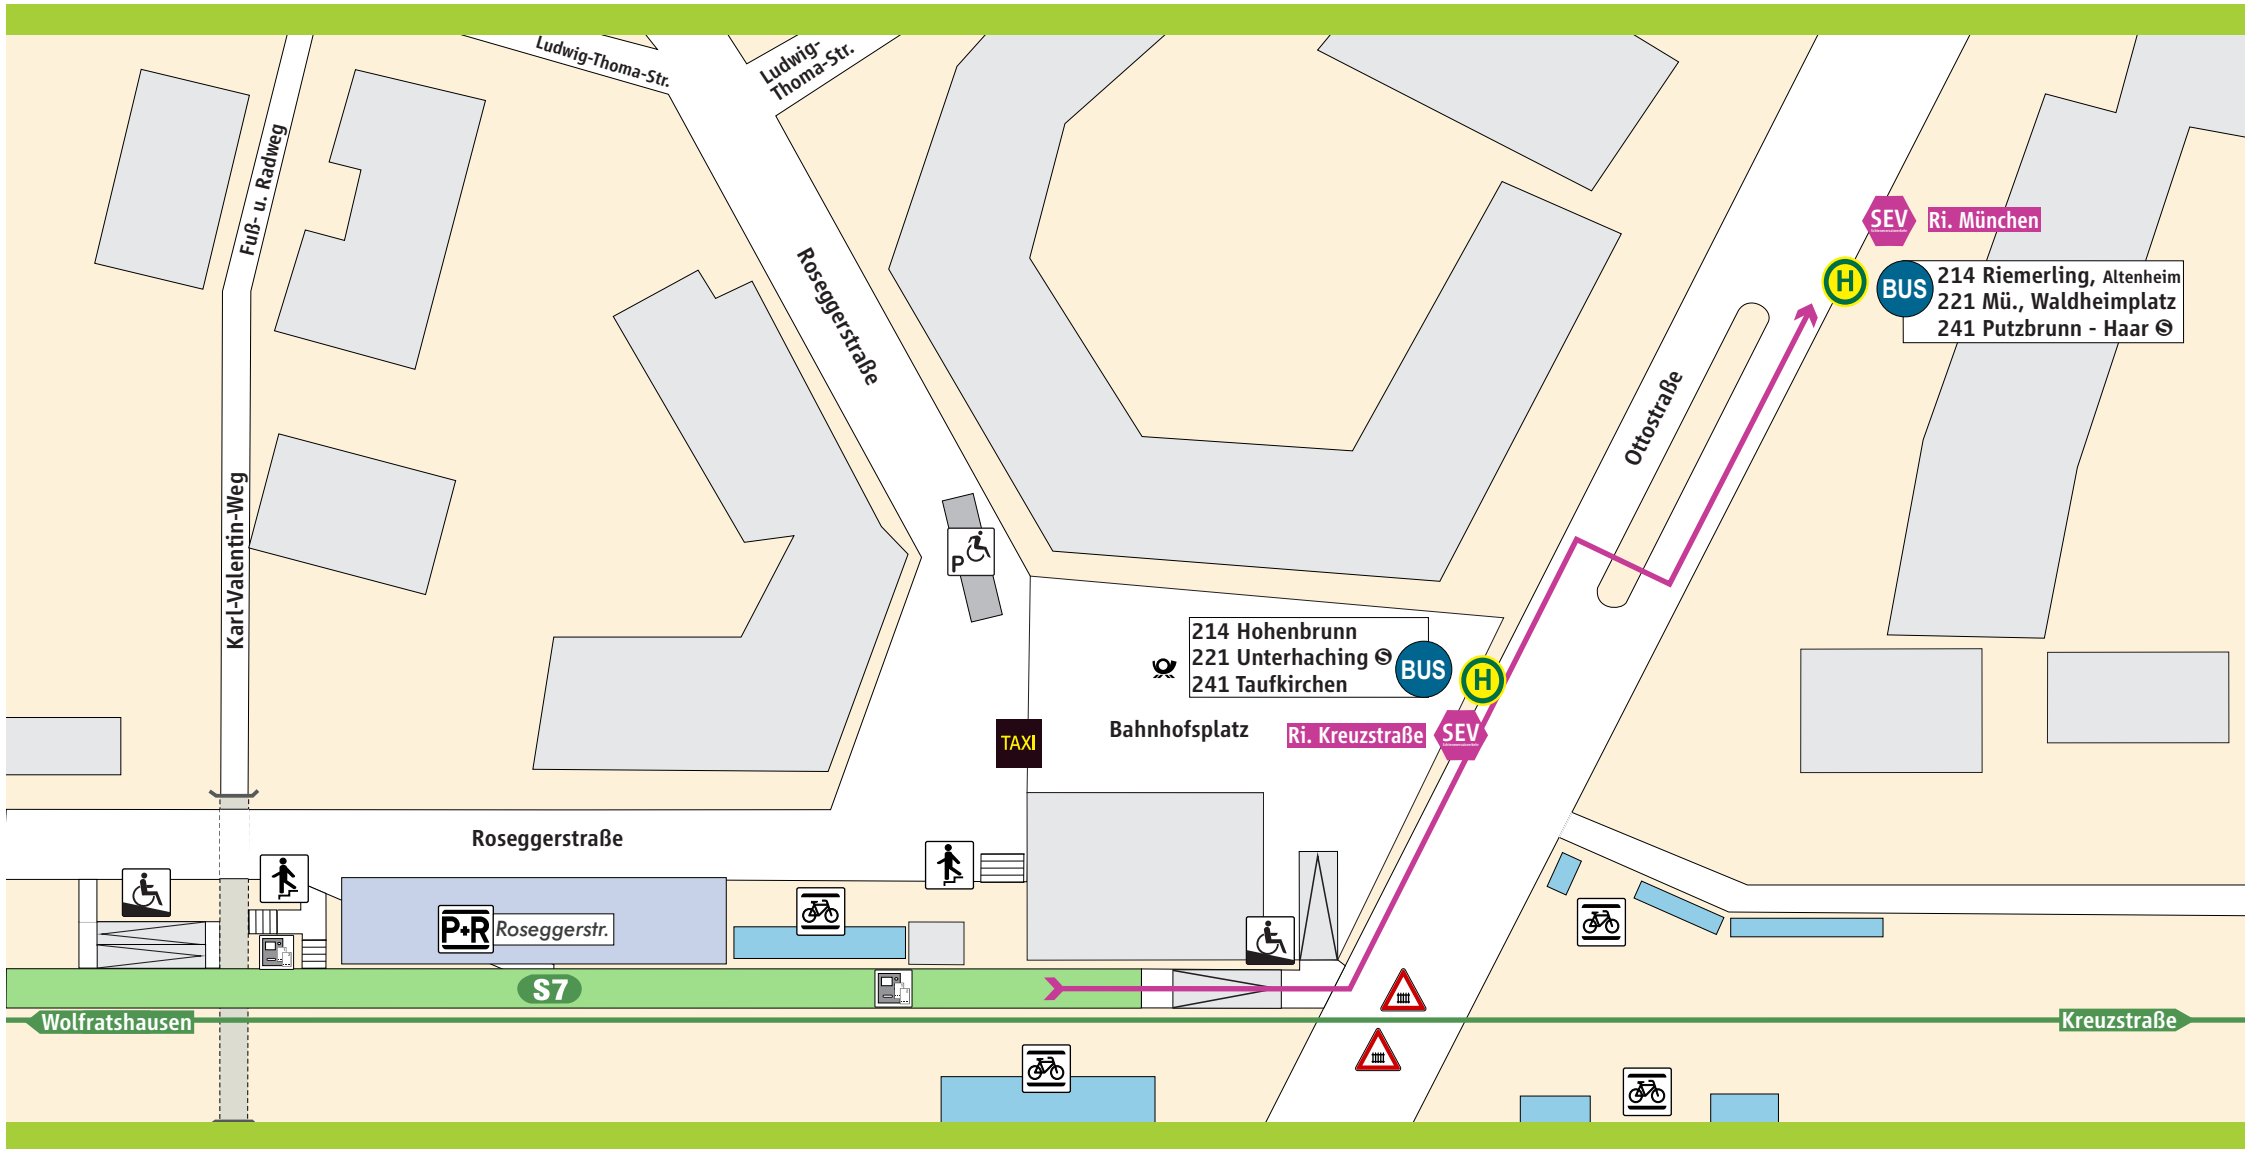 Ludwig-Thoma-Str.
Ludwig-
Thoma-Str.
Fuß- u. Radweg
Roseggerstraße
SEV
Ri. München
H
BUS
214 Riemerling, Altenheim
221 Mü., Waldheimplatz
241 Putzbrunn - Haar S
Ottostraße
Karl-Valentin-Weg
P
214 Hohenbrunn
221 Unterhaching S
241 Taufkirchen
BUS
H
TAXI
Bahnhofsplatz
Ri. Kreuzstraße
SEV
Roseggerstraße
P+R
Roseggerstr.
S7
Wolfratshausen
Kreuzstraße